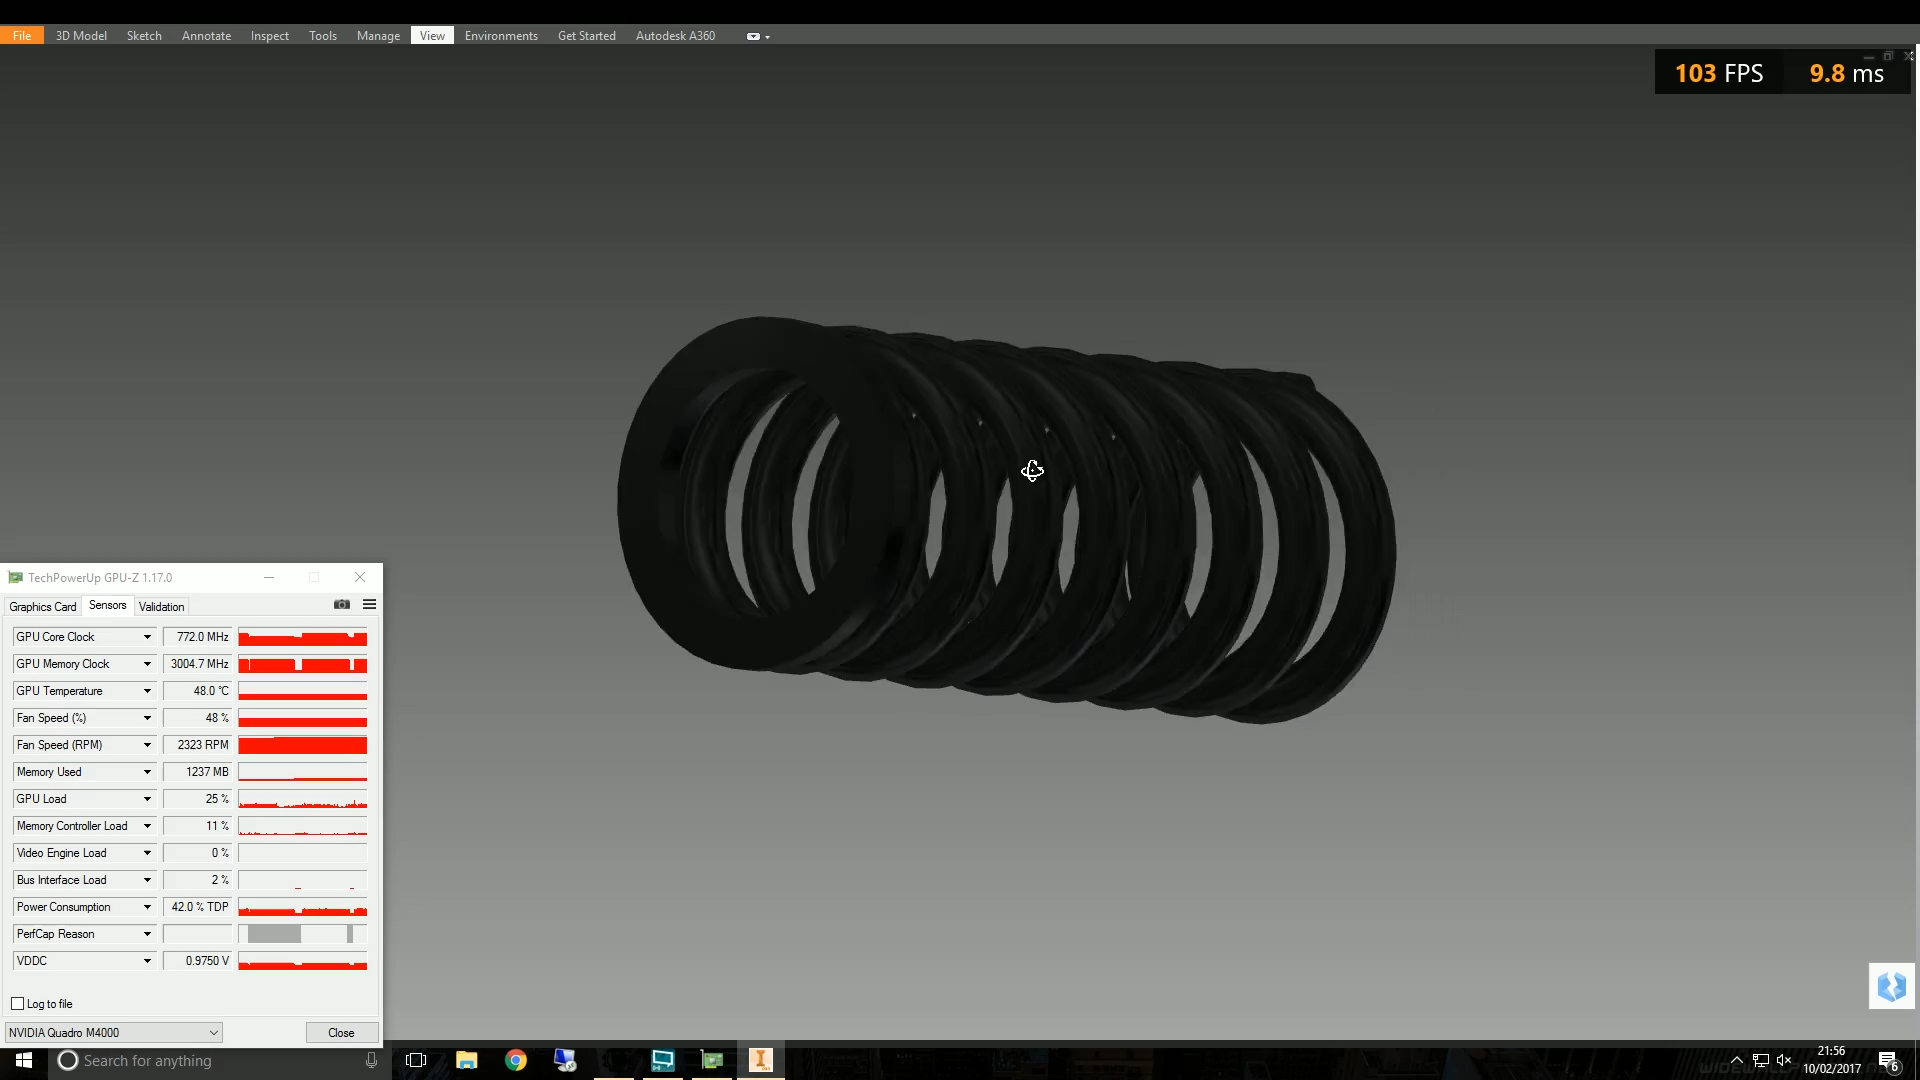 File 3D Model Sketch Annotate Inspect Tools Manage View Environments Get Started Autodesk A360
103 FPS 9.8 ms
TechPowerUp GPU-Z 1.17.0
Graphics Card Sensors Validation
GPU Core Clock 772.0 MHz
GPU Memory Clock 3004.7 MHz
GPU Temperature 48.0 °C
Fan Speed (%) 48 %
Fan Speed (RPM) 2323 RPM
Memory Used 1237 MB
GPU Load 25 %
Memory Controller Load 11 %
Video Engine Load 0 %
Bus Interface Load 2 %
Power Consumption 42.0 % TDP
PerfCap Reason
VDDC 0.9750 V
Log to file
NVIDIA Quadro M4000 Close
Search for anything
21:56
10/02/2017
6